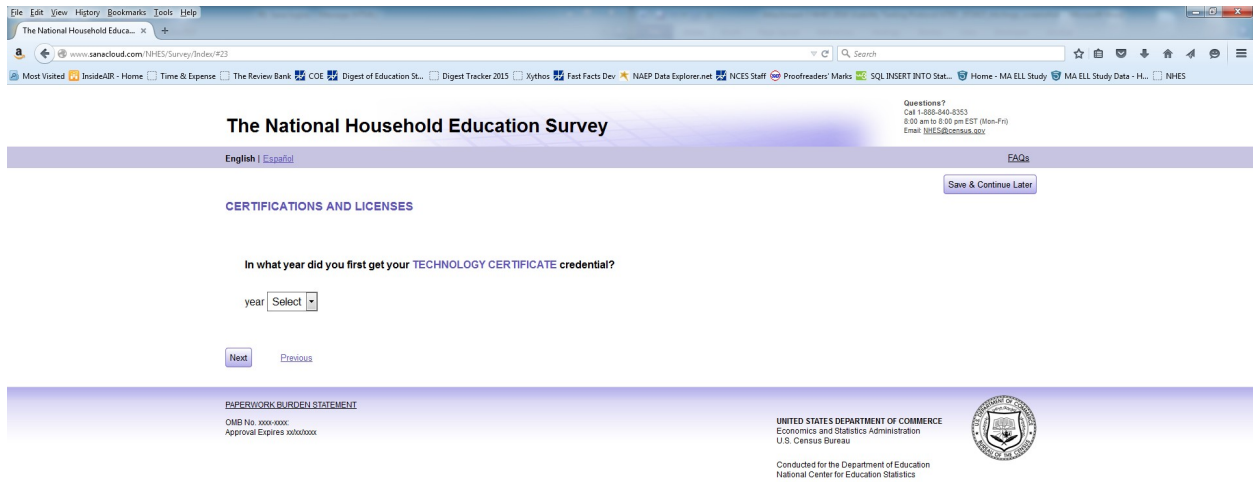 File Edit View History Bookmarks Tools Help
The National Household Educa... × +
www.sanacloud.com/NHES/Survey/Index/#23
Search
Most Visited InsideAIR - Home Time & Expense The Review Bank COE Digest of Education St... Digest Tracker 2015 Xythos Fast Facts Dev NAEP Data Explorer.net NCES Staff Proofreaders' Marks SQL INSERT INTO Stat... Home - MA ELL Study MA ELL Study Data - H... NHES
Questions?
Call 1-888-840-8353
8:00 am to 8:00 pm EST (Mon-Fri)
Email: NHES@census.gov
The National Household Education Survey
English | Español
FAQs
Save & Continue Later
CERTIFICATIONS AND LICENSES
In what year did you first get your TECHNOLOGY CERTIFICATE credential?
year Select
Next Previous
PAPERWORK BURDEN STATEMENT
OMB No. xxxx-xxxx:
Approval Expires xx/xx/xxxx
UNITED STATES DEPARTMENT OF COMMERCE
Economics and Statistics Administration
U.S. Census Bureau
Conducted for the Department of Education
National Center for Education Statistics